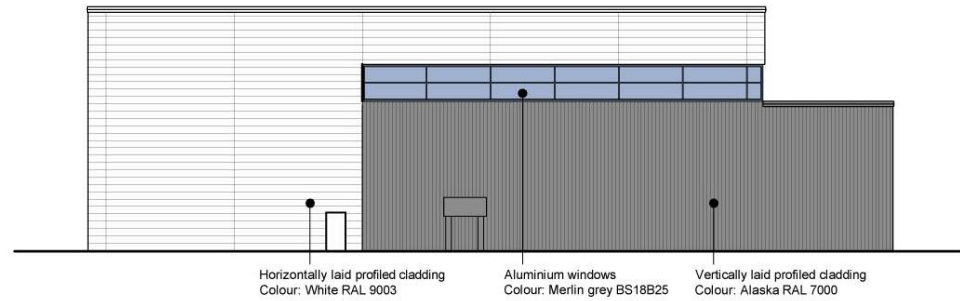 Horizontally laid profiled cladding
Colour: White RAL 9003
Aluminium windows
Colour: Merlin grey BS18B25
Vertically laid profiled cladding
Colour: Alaska RAL 7000